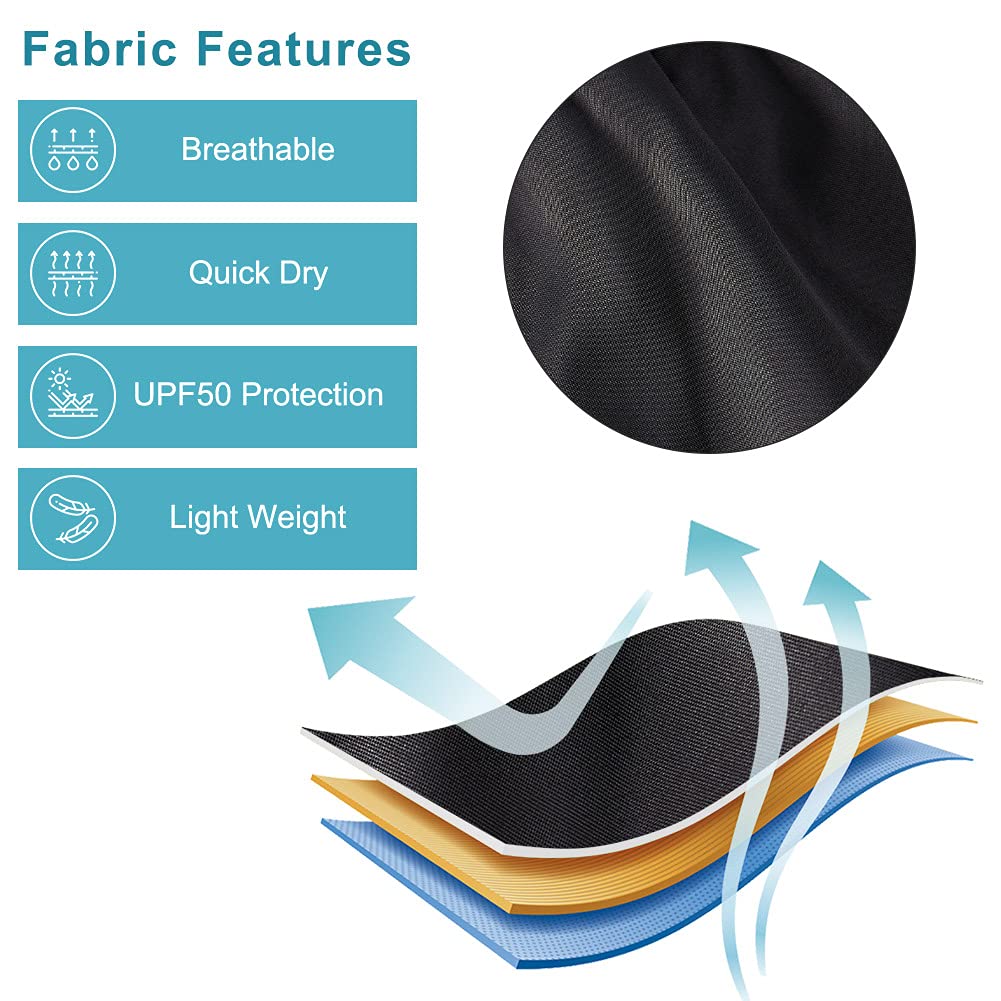 Fabric Features
Breathable
Quick Dry
UPF50 Protection
Light Weight